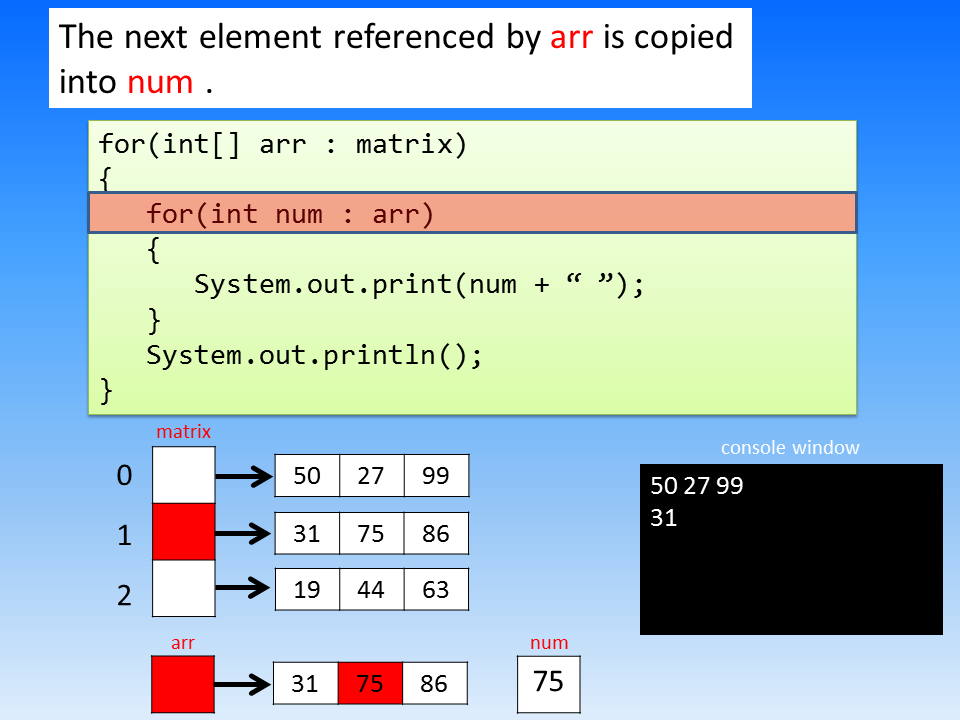 The next element referenced by arr is copied
into num .
for(int[] arr : matrix)
{
   for(int num : arr)
   {
      System.out.print(num + “ ”);
   }
   System.out.println();
}
matrix
0
50 27 99
1
31 75 86
2
19 44 63
console window
50 27 99
31
arr
31 75 86
num
75